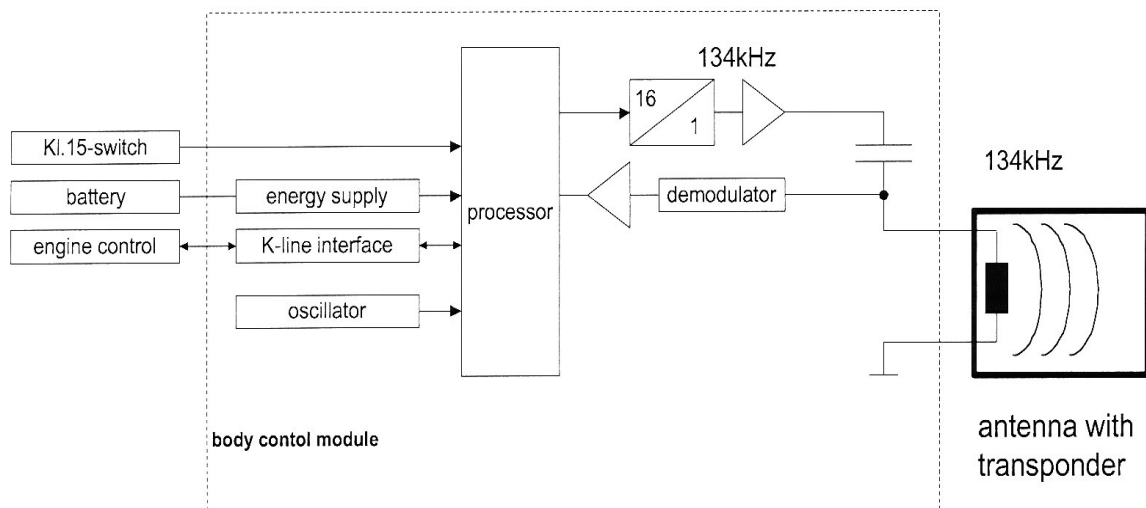 134kHz
16
1
Kl.15-switch
134kHz
battery
energy supply
processor
demodulator
engine control
K-line interface
oscillator
body contol module
antenna with
transponder